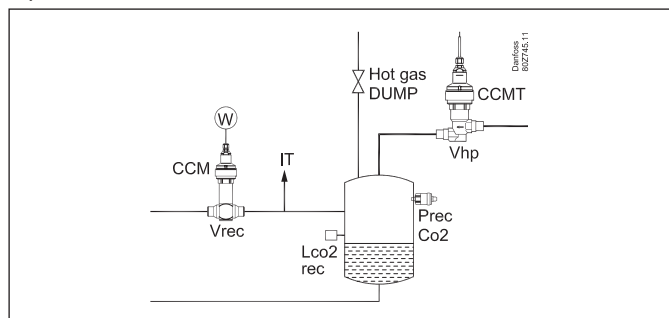 Danfoss
80Z745.11
Hot gas
DUMP
CCMT
W
CCM
IT
Vhp
Vrec
Prec
Co2
Lco2
rec